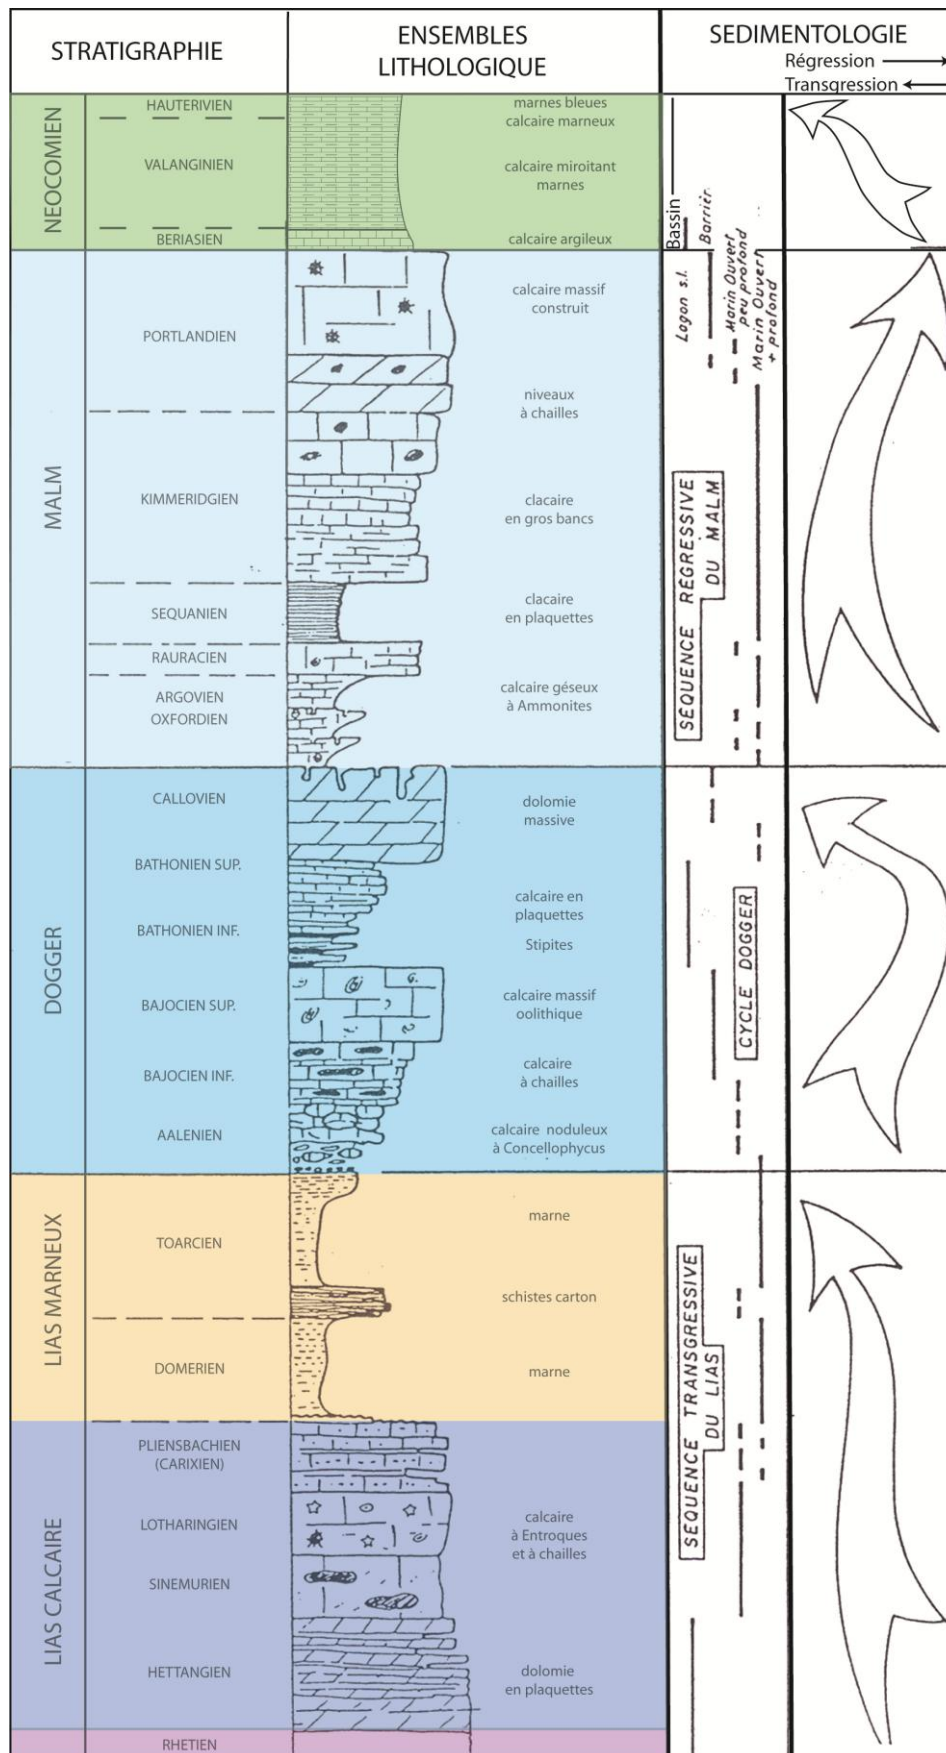 STRATIGRAPHIE
ENSEMBLES
LITHOLOGIQUE
SEDIMENTOLOGIE
Régression
Transgression
NEOCOMIEN
HAUTERIVIEN
VALANGINIEN
BERIASIEN
marnes bleues
calcaire marneux
calcaire miroitant
marnes
calcaire argileux
Bassin
Lagon s.l.
Barrièr
Marin Ouvert
peu profond
Marin Ouvert
+ profond
MALM
PORTLANDIEN
KIMMERIDGIEN
SEQUANIEN
RAURACIEN
ARGOVIEN
OXFORDIEN
calcaire massif
construit
niveaux
à chailles
clacaire
en gros bancs
clacaire
en plaquettes
calcaire géseux
à Ammonites
SÉQUENCE RÉGRESSIVE
DU MALM
DOGGER
CALLOVIEN
BATHONIEN SUP.
BATHONIEN INF.
BAJOCIEN SUP.
BAJOCIEN INF.
AALENIEN
dolomie
massive
calcaire en
plaquettes
Stipites
calcaire massif
oolithique
calcaire
à chailles
calcaire noduleux
à Concellophycus
CYCLE DOGGER
LIAS MARNEUX
TOARCIEN
DOMERIEN
marne
schistes carton
marne
SÉQUENCE TRANSGRESSIVE
DU LIAS
LIAS CALCAIRE
PLIENSBACHIEN
(CARIXIEN)
LOTHARINGIEN
SINEMURIEN
HETTANGIEN
RHETIEN
calcaire
à Entroques
et à chailles
dolomie
en plaquettes